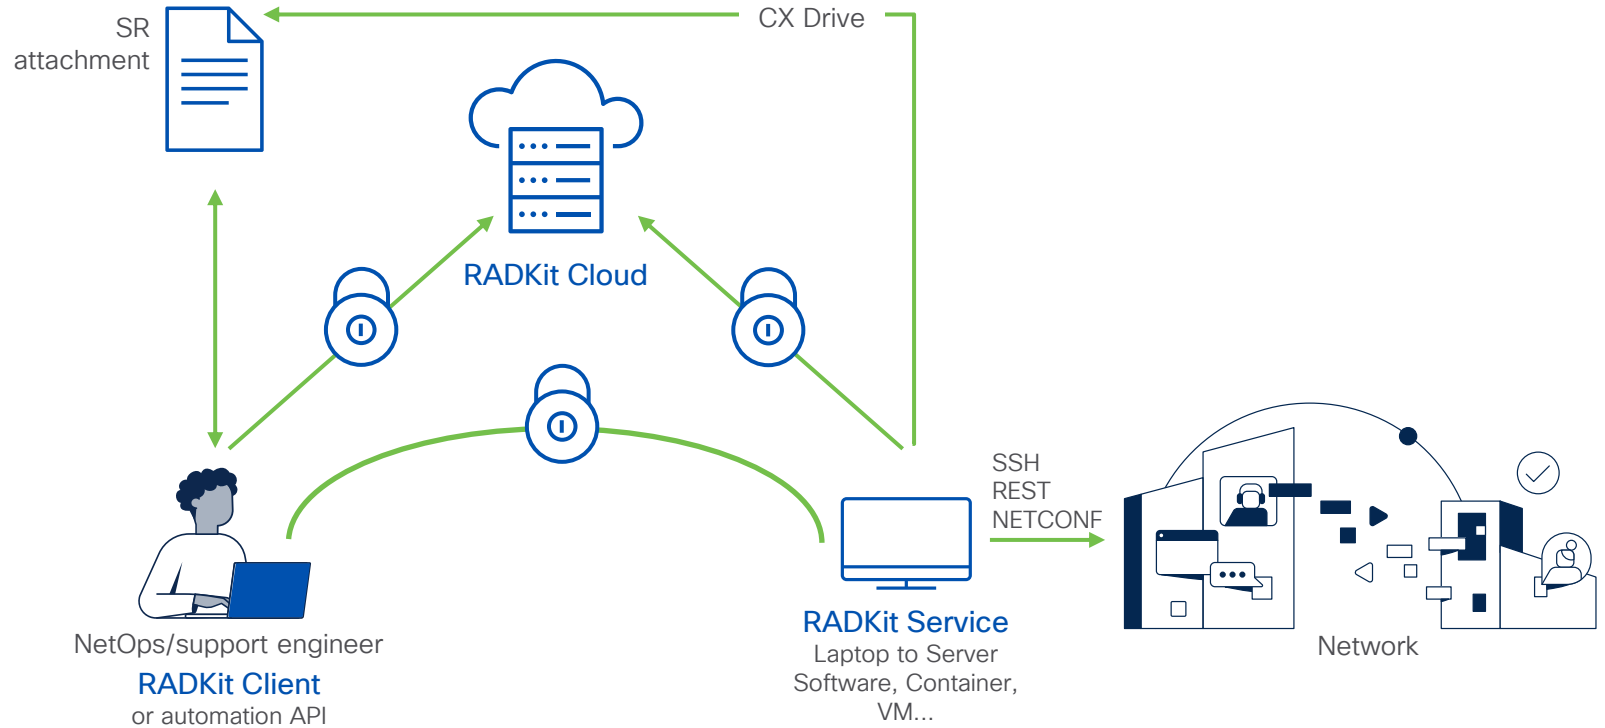 SR
attachment
CX Drive
RADKit Cloud
SSH
REST
NETCONF
NetOps/support engineer
RADKit Client
or automation API
RADKit Service
Laptop to Server
Software, Container,
VM...
Network